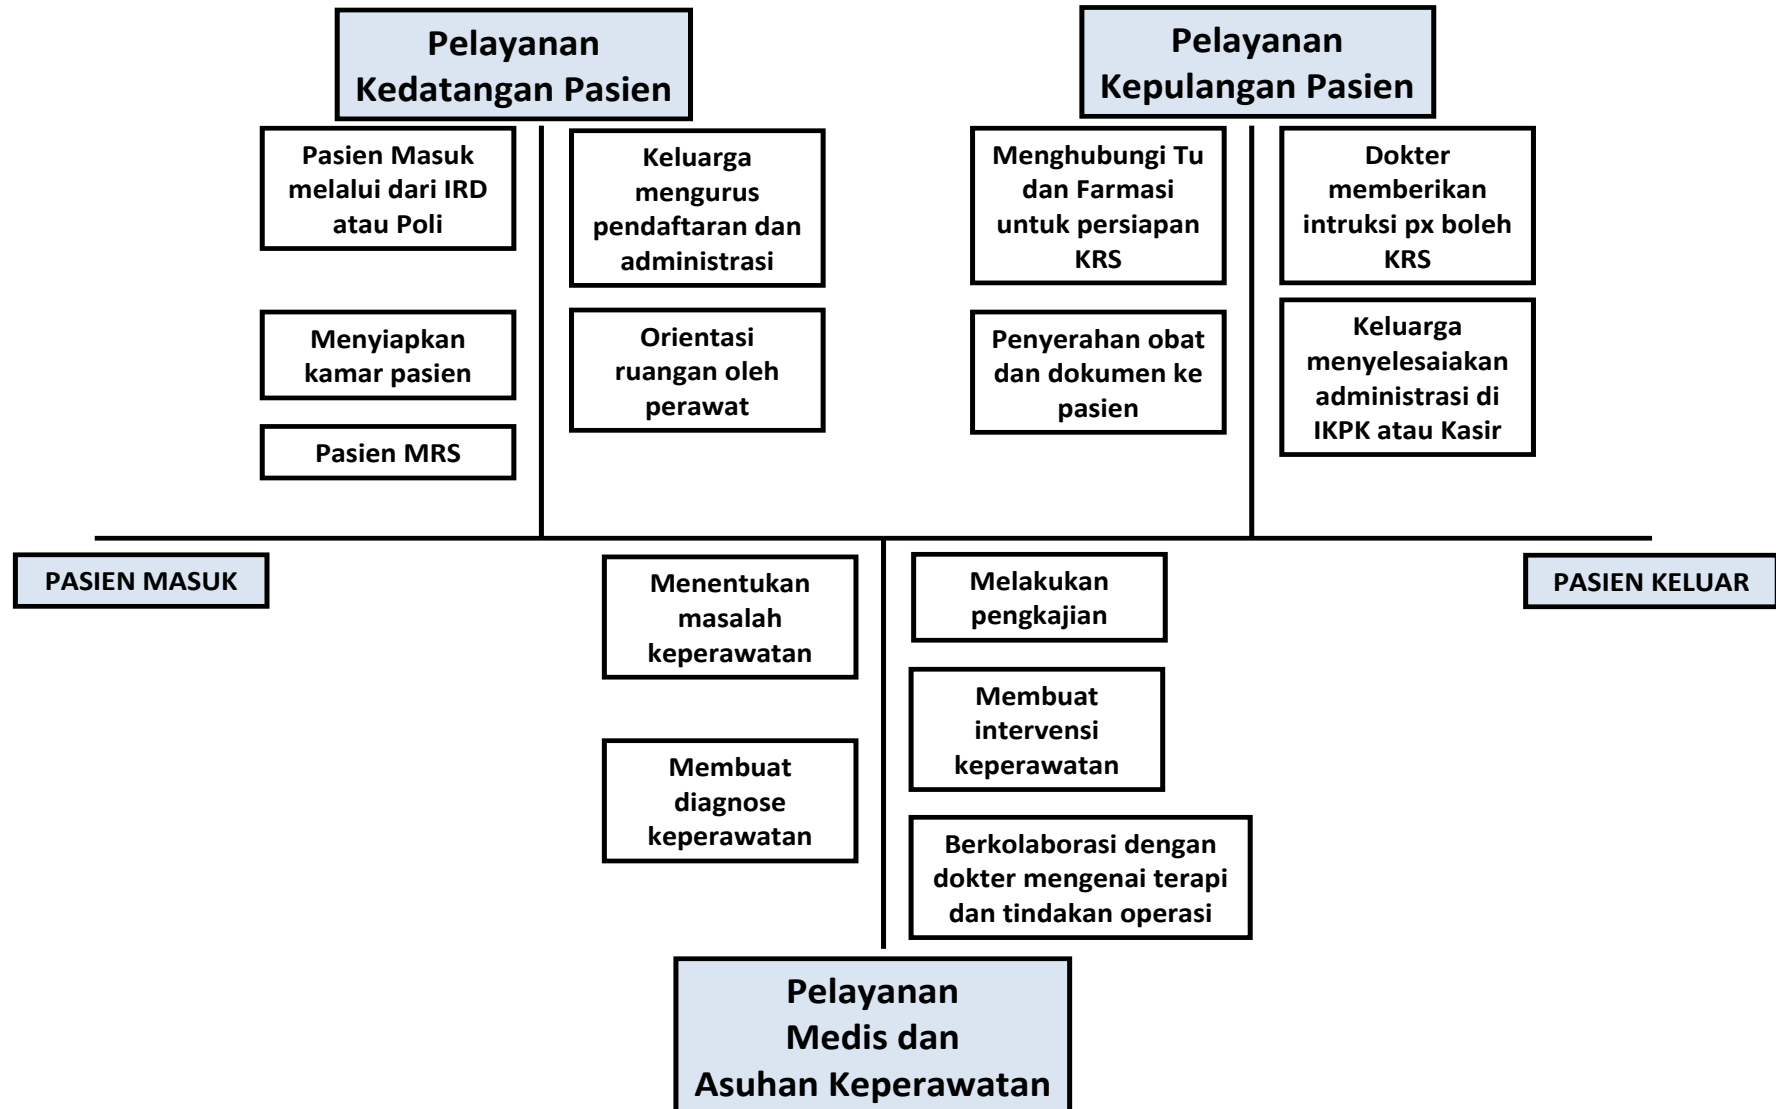 Pelayanan
Kedatangan Pasien
Pelayanan
Kepulangan Pasien
Pasien Masuk
melalui dari IRD
atau Poli
Keluarga
mengurus
pendaftaran dan
administrasi
Menghubungi Tu
dan Farmasi
untuk persiapan
KRS
Dokter
memberikan
intruksi px boleh
KRS
Menyiapkan
kamar pasien
Orientasi
ruangan oleh
perawat
Penyerahan obat
dan dokumen ke
pasien
Keluarga
menyelesaiakan
administrasi di
IKPK atau Kasir
Pasien MRS
PASIEN MASUK
Menentukan
masalah
keperawatan
Melakukan
pengkajian
PASIEN KELUAR
Membuat
intervensi
keperawatan
Membuat
diagnose
keperawatan
Berkolaborasi dengan
dokter mengenai terapi
dan tindakan operasi
Pelayanan
Medis dan
Asuhan Keperawatan